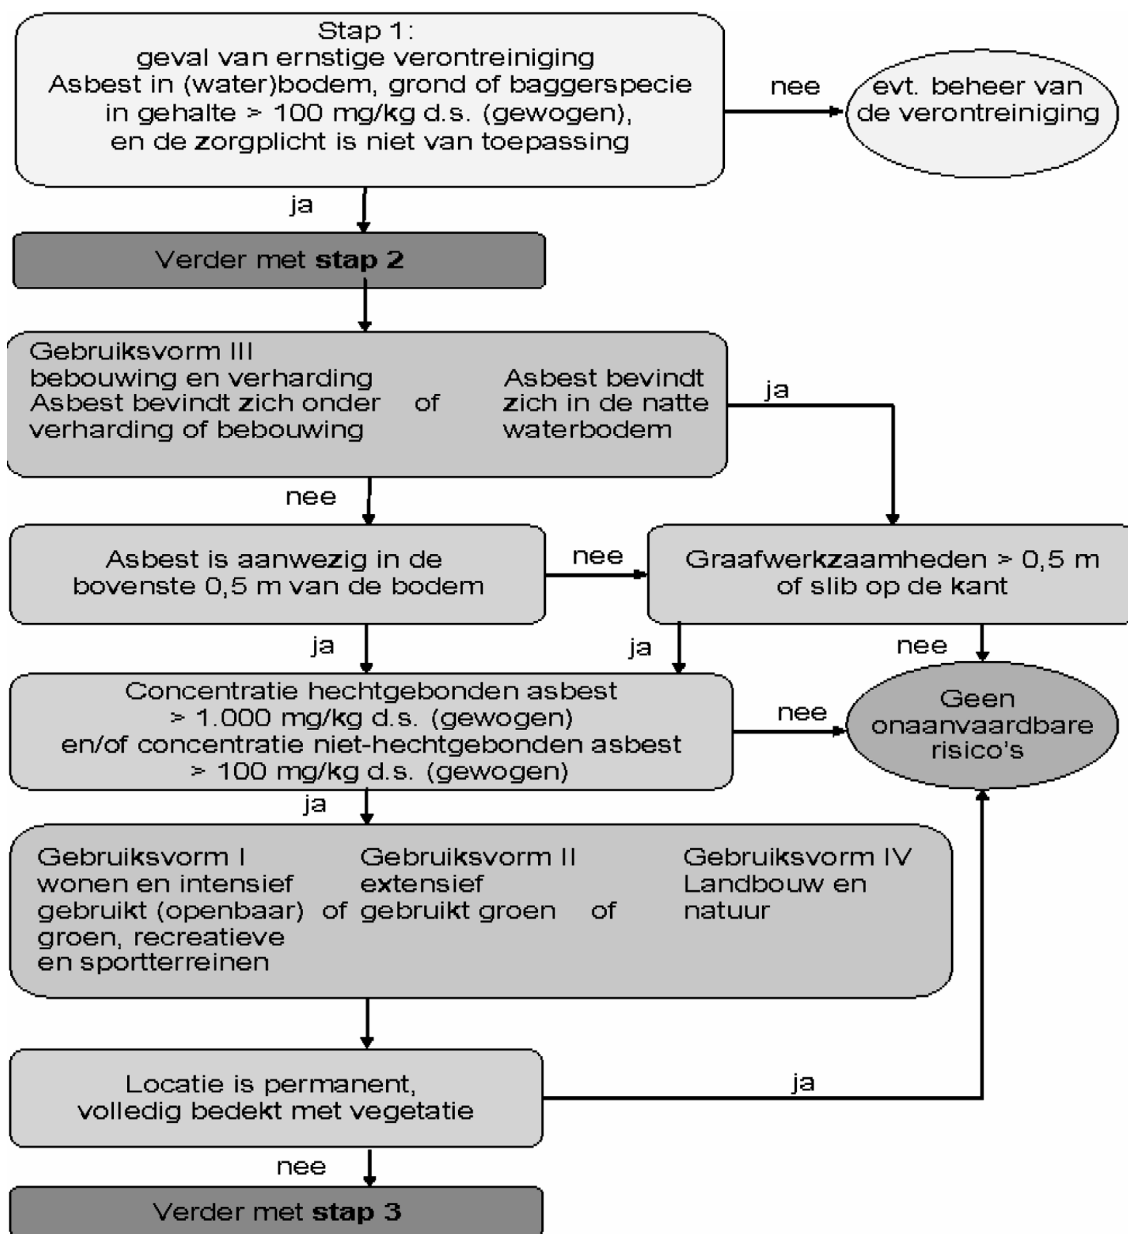 Stap 1:
geval van ernstige verontreiniging
Asbest in (water)bodem, grond of baggerspecie
in gehalte > 100 mg/kg d.s. (gewogen),
en de zorgplicht is niet van toepassing
nee
evt. beheer van
de verontreiniging
ja
Verder met stap 2
Gebruiksvorm III
bebouwing en verharding
Asbest bevindt zich onder
verharding of bebouwing
of
Asbest bevindt
zich in de natte
waterbodem
ja
nee
Asbest is aanwezig in de
bovenste 0,5 m van de bodem
nee
Graafwerkzaamheden > 0,5 m
of slib op de kant
ja
ja
nee
Concentratie hechtgebonden asbest
> 1.000 mg/kg d.s. (gewogen)
en/of concentratie niet-hechtgebonden asbest
> 100 mg/kg d.s. (gewogen)
nee
Geen
onaanvaardbare
risico's
ja
Gebruiksvorm I
wonen en intensief
gebruikt (openbaar)
groen, recreatieve
en sportterreinen
of
Gebruiksvorm II
extensief
gebruikt groen
of
Gebruiksvorm IV
Landbouw en
natuur
Locatie is permanent,
volledig bedekt met vegetatie
ja
nee
Verder met stap 3